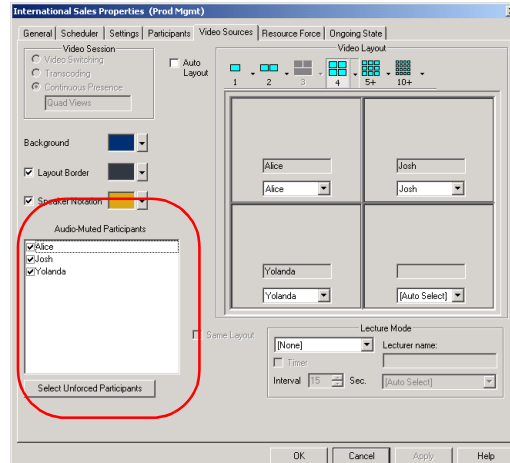 International Sales Properties (Prod Mgmt)
General Scheduler Settings Participants Video Sources Resource Force Ongoing State
Video Session
Video Switching
Transcoding
Continuous Presence
Quad Views
Auto Layout
Video Layout
1 2 3 4 5+ 10+
Background
Layout Border
Speaker Notation
Alice Josh
Alice Josh
Audio-Muted Participants
Alice
Josh
Yolanda
Yolanda
Yolanda [Auto Select]
Select Unforced Participants
Same Layout
Lecture Mode
[None] Lecturer name:
Timer
Interval 15 Sec. [Auto Select]
OK Cancel Apply Help